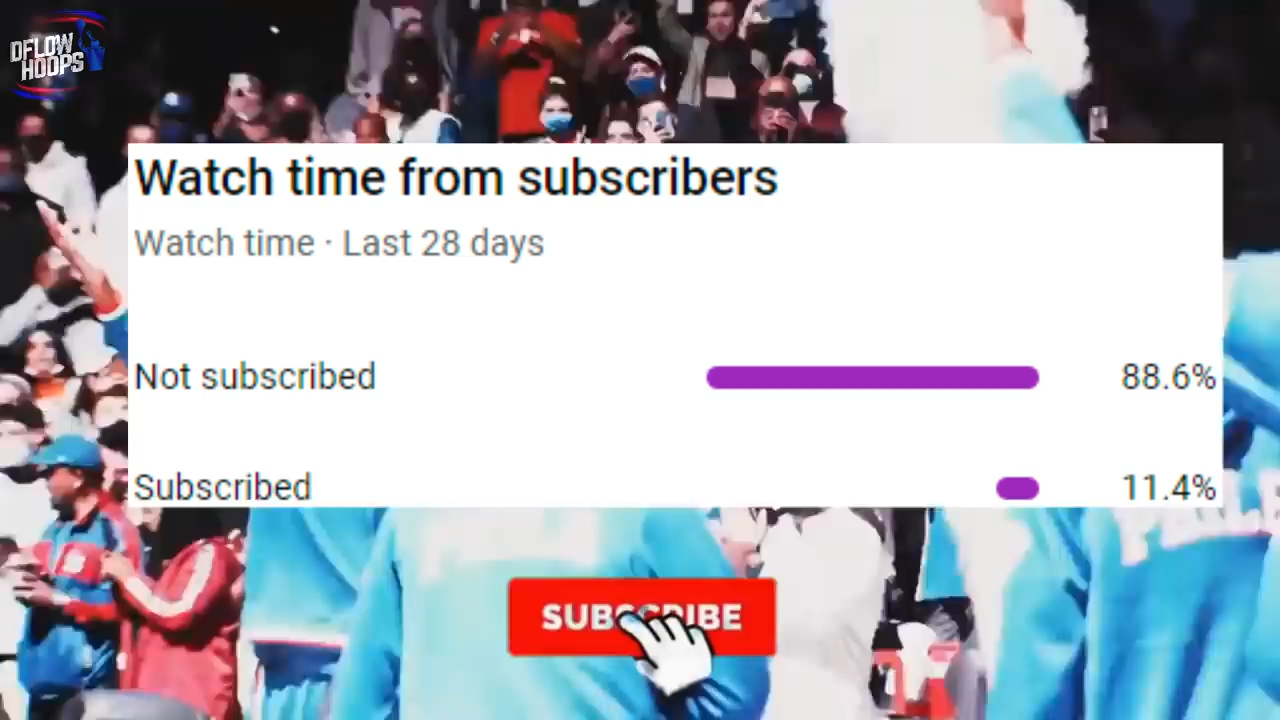 DFLOW
HOOPS
Watch time from subscribers
Watch time · Last 28 days
Not subscribed 88.6%
Subscribed 11.4%
SUBSCRIBE